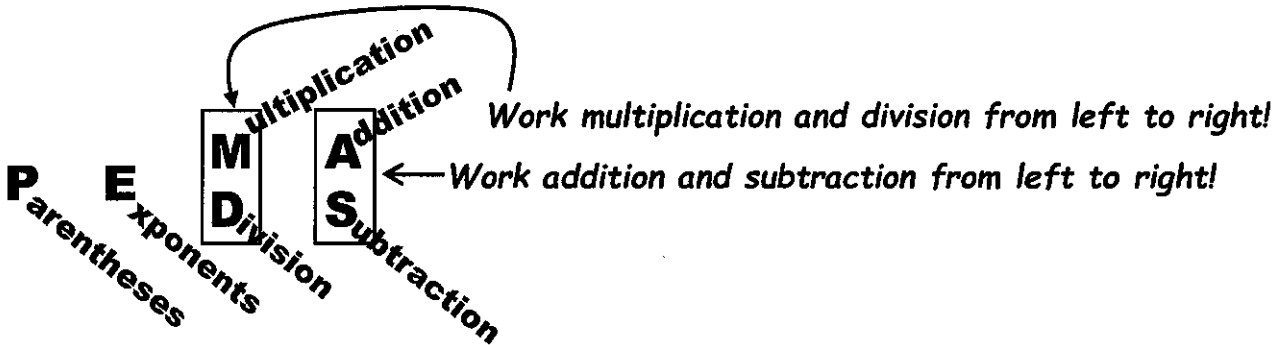 Multiplication
Addition
Work multiplication and division from left to right!
Work addition and subtraction from left to right!
Parentheses
Exponents
Division
Subtraction